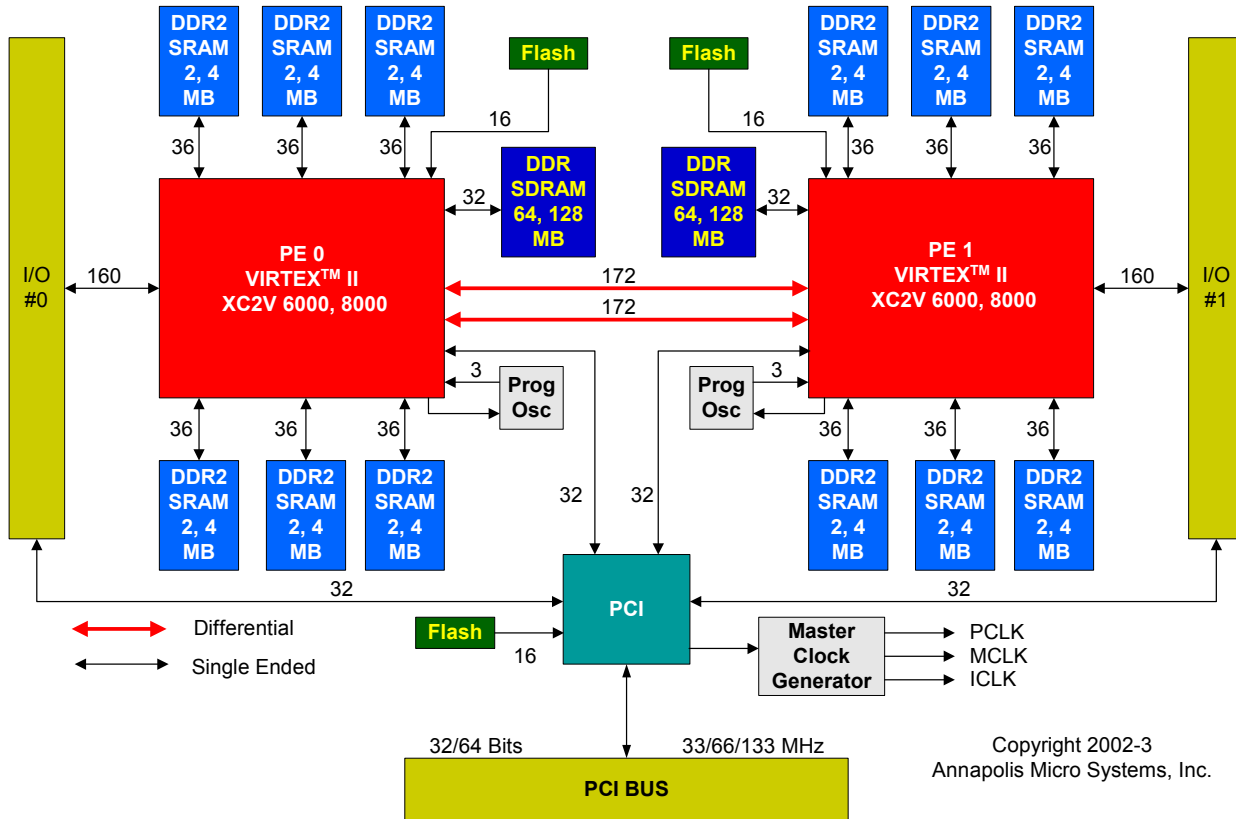 DDR2
SRAM
2, 4
MB
DDR2
SRAM
2, 4
MB
DDR2
SRAM
2, 4
MB
Flash
Flash
DDR2
SRAM
2, 4
MB
DDR2
SRAM
2, 4
MB
DDR2
SRAM
2, 4
MB
36
36
36
16
16
36
36
36
DDR
SDRAM
64, 128
MB
32
DDR
SDRAM
64, 128
MB
32
I/O
#0
160
PE 0
VIRTEX™ II
XC2V 6000, 8000
172
172
PE 1
VIRTEX™ II
XC2V 6000, 8000
160
I/O
#1
3
Prog
Osc
Prog
Osc
3
36
36
36
36
36
36
DDR2
SRAM
2, 4
MB
DDR2
SRAM
2, 4
MB
DDR2
SRAM
2, 4
MB
32
32
DDR2
SRAM
2, 4
MB
DDR2
SRAM
2, 4
MB
DDR2
SRAM
2, 4
MB
32
PCI
32
Differential
Single Ended
Flash
16
Master
Clock
Generator
PCLK
MCLK
ICLK
32/64 Bits
33/66/133 MHz
PCI BUS
Copyright 2002-3
Annapolis Micro Systems, Inc.